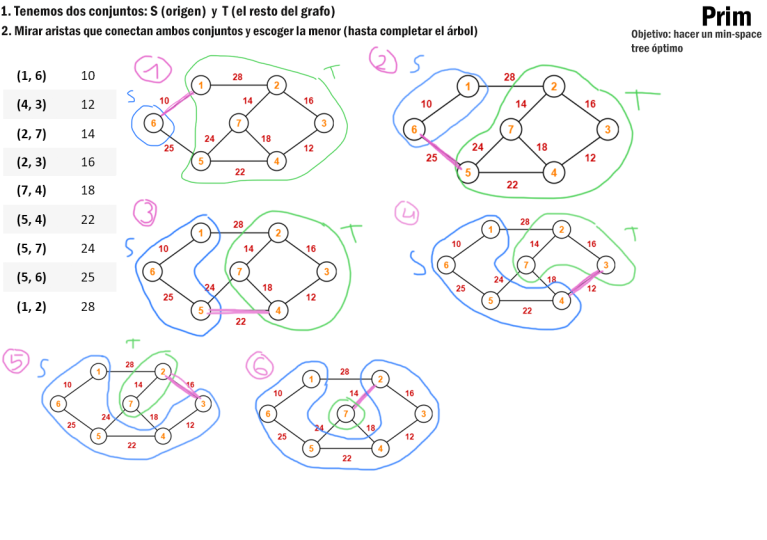 1. Tenemos dos conjuntos: S (origen) y T (el resto del grafo)
2. Mirar aristas que conectan ambos conjuntos y escoger la menor (hasta completar el árbol)
Prim
Objetivo: hacer un min-space
tree óptimo
(1, 6) 10
(4, 3) 12
(2, 7) 14
(2, 3) 16
(7, 4) 18
(5, 4) 22
(5, 7) 24
(5, 6) 25
(1, 2) 28
1 S T
28
1 2
10 14 16
6 7 3
25 24 18 12
5 4
22
2 S T
28
1 2
10 14 16
6 7 3
25 24 18 12
5 4
22
3 S T
28
1 2
10 14 16
6 7 3
25 24 18 12
5 4
22
4 S T
28
1 2
10 14 16
6 7 3
25 24 18 12
5 4
22
5 S T
28
1 2
10 14 16
6 7 3
25 24 18 12
5 4
22
6
28
1 2
10 14 16
6 7 3
25 24 18 12
5 4
22